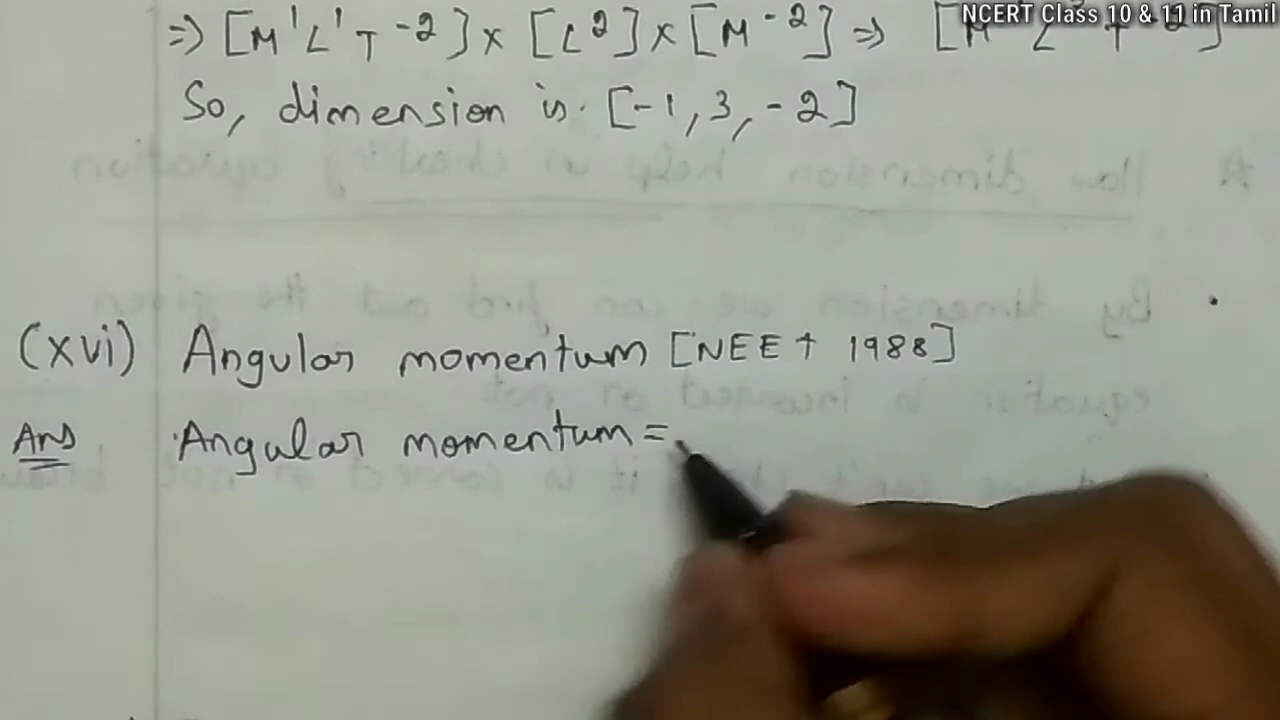 NCERT Class 10 & 11 in Tamil
⇒ [M¹L¹T⁻²] × [L²] × [M⁻²] ⇒ [M
So, dimension is. [-1, 3, -2]
(xvi) Angular momentum [NEET 1988]
Ans Angular momentum =